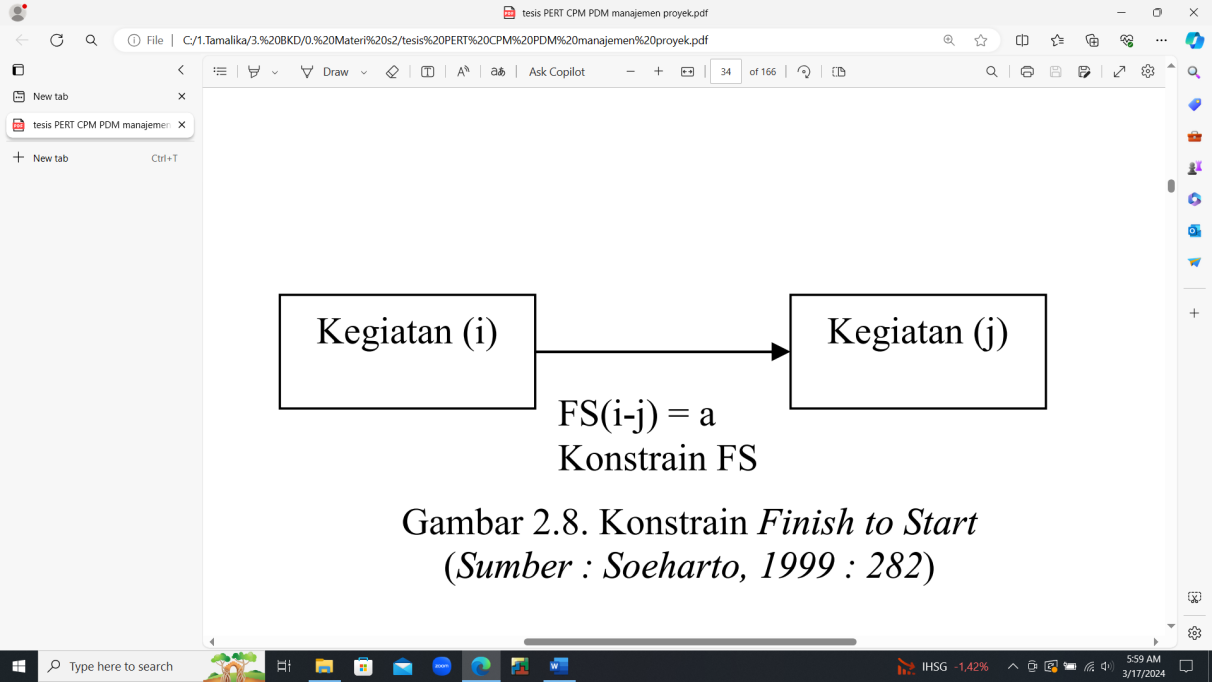 tesis PERT CPM PDM manajemen proyek.pdf
File | C:/1.Tamalika/3.%20BKD/0.%20Materi%20s2/tesis%20PERT%20CPM%20PDM%20manajemen%20proyek.pdf
Draw
aあ
Ask Copilot
34 of 166
New tab
tesis PERT CPM PDM manajemen
New tab Ctrl+T
Kegiatan (i)
Kegiatan (j)
FS(i-j) = a
Konstrain FS
Gambar 2.8. Konstrain Finish to Start
(Sumber : Soeharto, 1999 : 282)
Type here to search
zoom
IHSG -1,42%
5:59 AM
3/17/2024